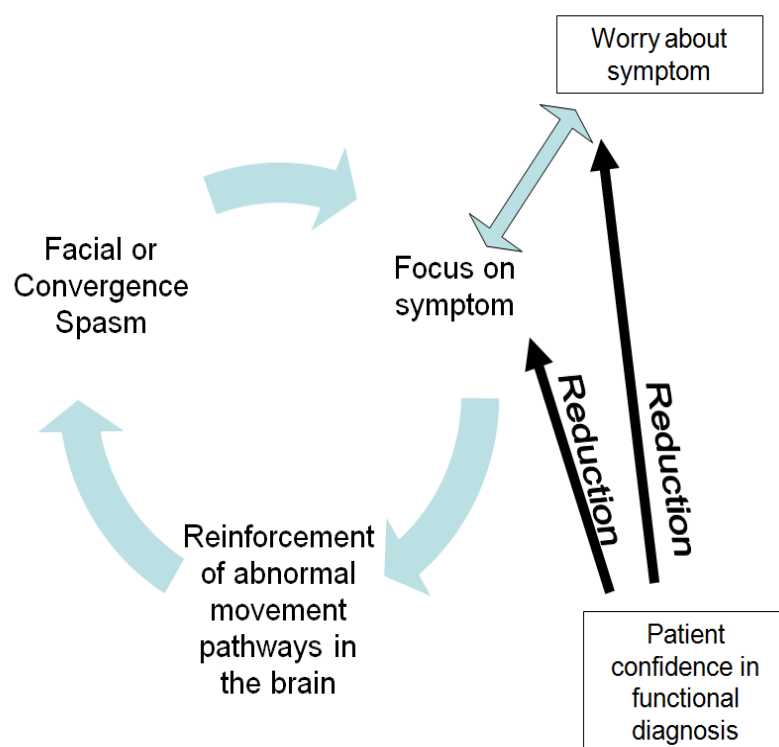 Worry about
symptom
Facial or
Convergence
Spasm
Focus on
symptom
Reduction
Reduction
Reinforcement
of abnormal
movement
pathways in
the brain
Patient
confidence in
functional
diagnosis